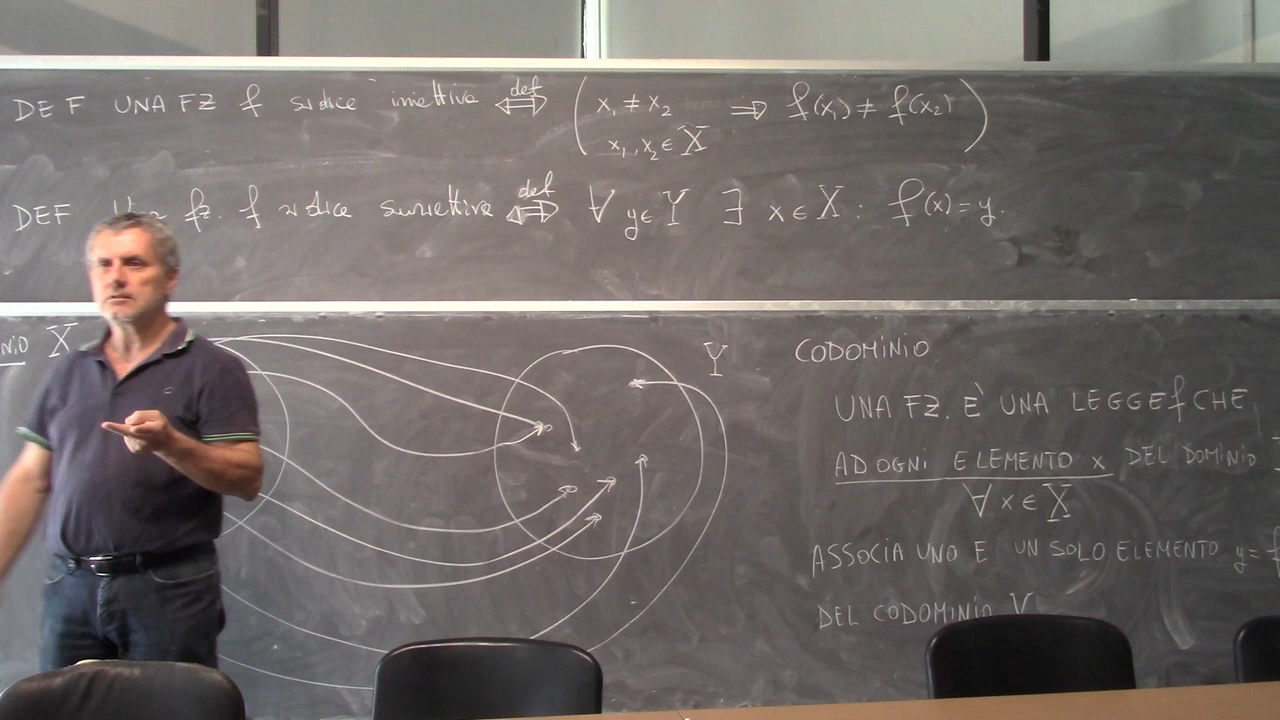 DEF UNA FZ f si dice iniettiva ⟺ def ( x₁ ≠ x₂ ⇒ f(x₁) ≠ f(x₂) )
x₁, x₂ ∈ X
DEF fz. f si dice suriettiva ⟺ def ∀ y ∈ Y ∃ x ∈ X : f(x) = y.
X Y CODOMINIO
UNA FZ. È UNA LEGGE f CHE
AD OGNI ELEMENTO x DEL DOMINIO
∀ x ∈ X
ASSOCIA UNO E UN SOLO ELEMENTO y =
DEL CODOMINIO Y